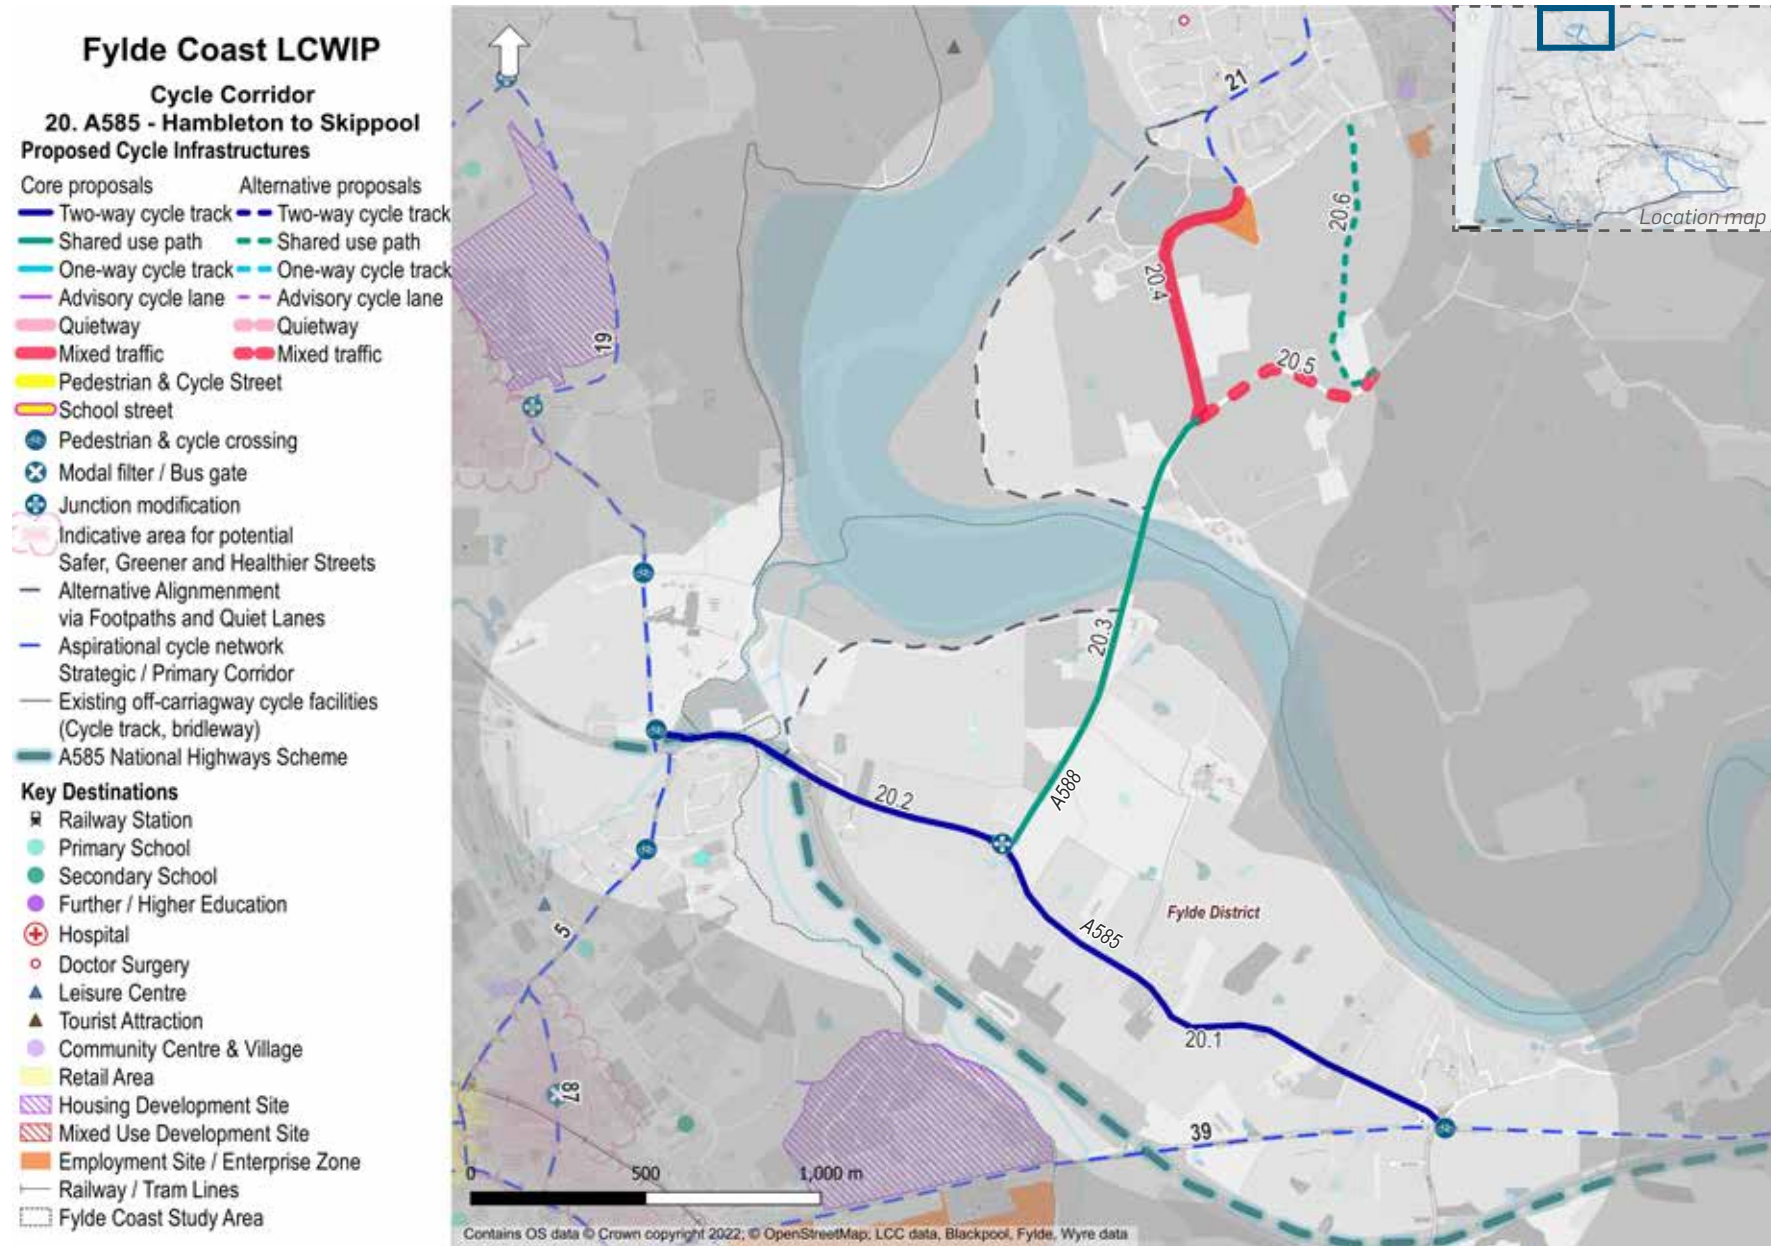 Fylde Coast LCWIP
Cycle Corridor
20. A585 - Hambleton to Skippool
Proposed Cycle Infrastructures
Core proposals Alternative proposals
Two-way cycle track Two-way cycle track
Shared use path Shared use path
One-way cycle track One-way cycle track
Advisory cycle lane Advisory cycle lane
Quietway Quietway
Mixed traffic Mixed traffic
Pedestrian & Cycle Street
School street
Pedestrian & cycle crossing
Modal filter / Bus gate
Junction modification
Indicative area for potential
Safer, Greener and Healthier Streets
Alternative Alignmenment
via Footpaths and Quiet Lanes
Aspirational cycle network
Strategic / Primary Corridor
Existing off-carriagway cycle facilities
(Cycle track, bridleway)
A585 National Highways Scheme
Key Destinations
Railway Station
Primary School
Secondary School
Further / Higher Education
Hospital
Doctor Surgery
Leisure Centre
Tourist Attraction
Community Centre & Village
Retail Area
Housing Development Site
Mixed Use Development Site
Employment Site / Enterprise Zone
Railway / Tram Lines
Fylde Coast Study Area
21
20.6
20.4
19
20.5
20.3
A588
20.2
Fylde District
A585
5
20.1
87
39
0 500 1,000 m
Contains OS data © Crown copyright 2022; © OpenStreetMap; LCC data, Blackpool, Fylde, Wyre data
Location map